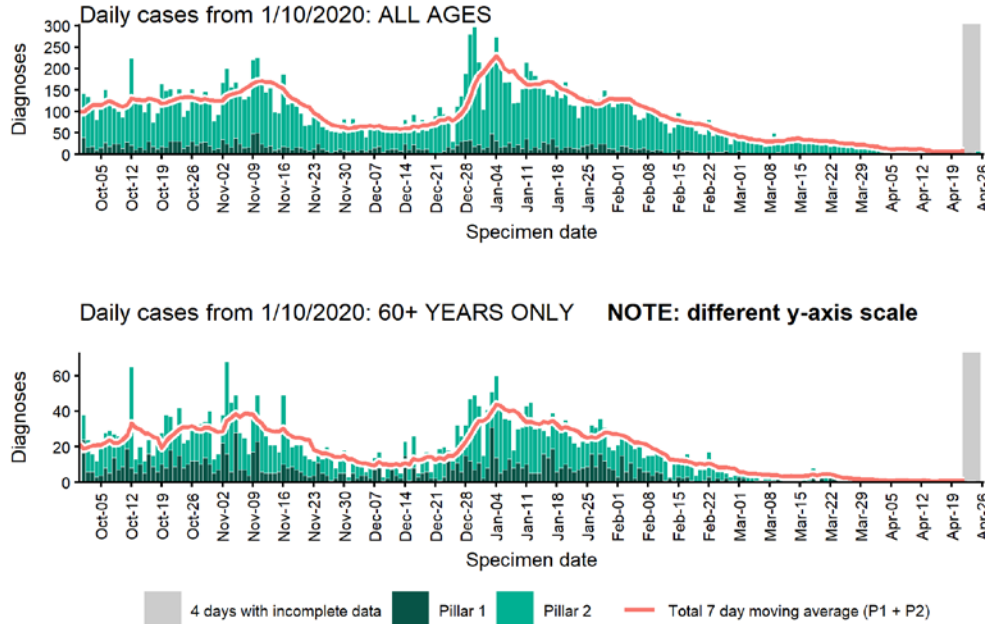 Daily cases from 1/10/2020: ALL AGES
300
250
200
150
100
50
0
Diagnoses
Oct-05 Oct-12 Oct-19 Oct-26 Nov-02 Nov-09 Nov-16 Nov-23 Nov-30 Dec-07 Dec-14 Dec-21 Dec-28 Jan-04 Jan-11 Jan-18 Jan-25 Feb-01 Feb-08 Feb-15 Feb-22 Mar-01 Mar-08 Mar-15 Mar-22 Mar-29 Apr-05 Apr-12 Apr-19 Apr-26
Specimen date
Daily cases from 1/10/2020: 60+ YEARS ONLY NOTE: different y-axis scale
60
40
20
0
Diagnoses
Oct-05 Oct-12 Oct-19 Oct-26 Nov-02 Nov-09 Nov-16 Nov-23 Nov-30 Dec-07 Dec-14 Dec-21 Dec-28 Jan-04 Jan-11 Jan-18 Jan-25 Feb-01 Feb-08 Feb-15 Feb-22 Mar-01 Mar-08 Mar-15 Mar-22 Mar-29 Apr-05 Apr-12 Apr-19 Apr-26
Specimen date
4 days with incomplete data Pillar 1 Pillar 2 Total 7 day moving average (P1 + P2)